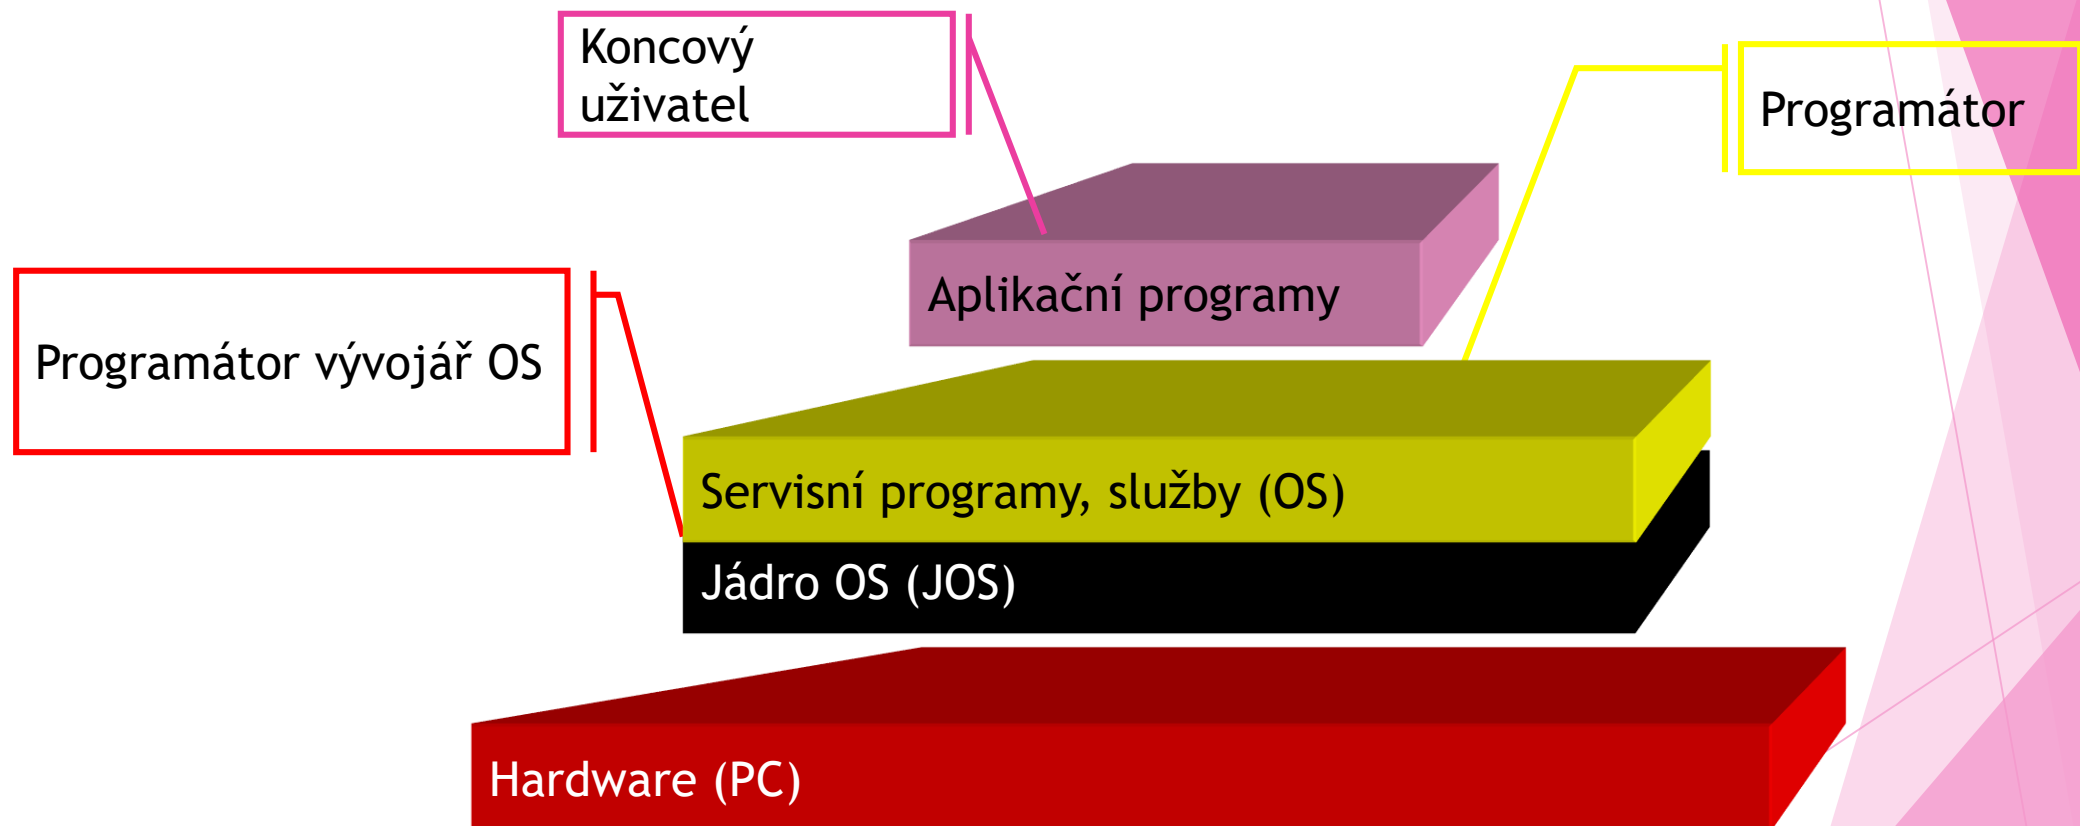 Koncový
uživatel
Programátor
Aplikační programy
Programátor vývojář OS
Servisní programy, služby (OS)
Jádro OS (JOS)
Hardware (PC)